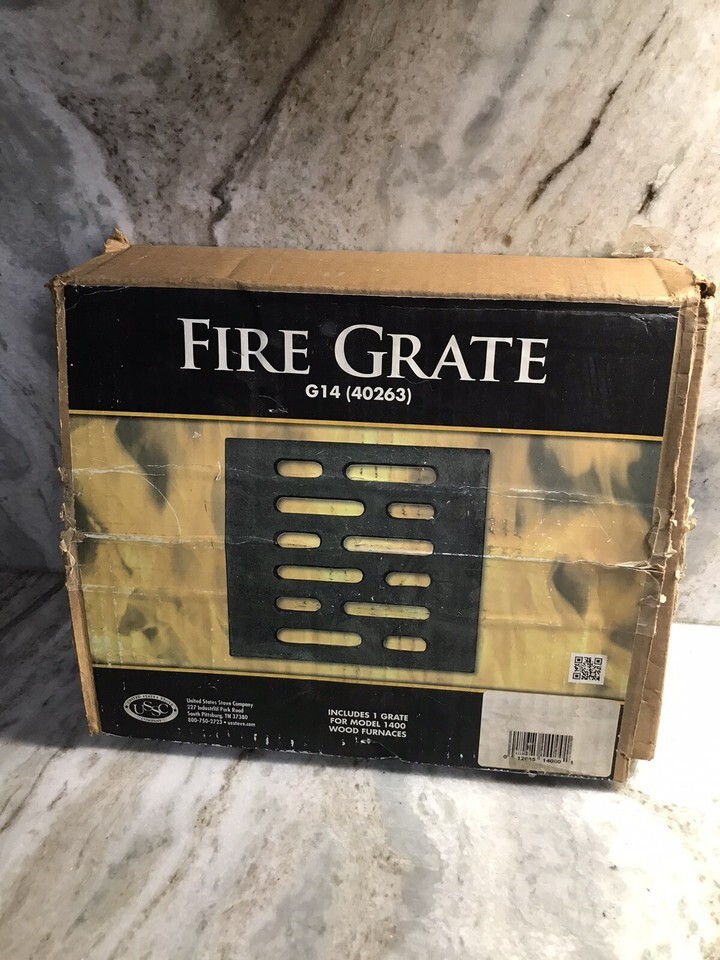 FIRE GRATE
G14 (40263)
USSC
United States Stove Company
227 Industrial Park Road
South Pittsburg, TN 37380
800-750-2723 • usstove.com
INCLUDES 1 GRATE
FOR MODEL 1400
WOOD FURNACES